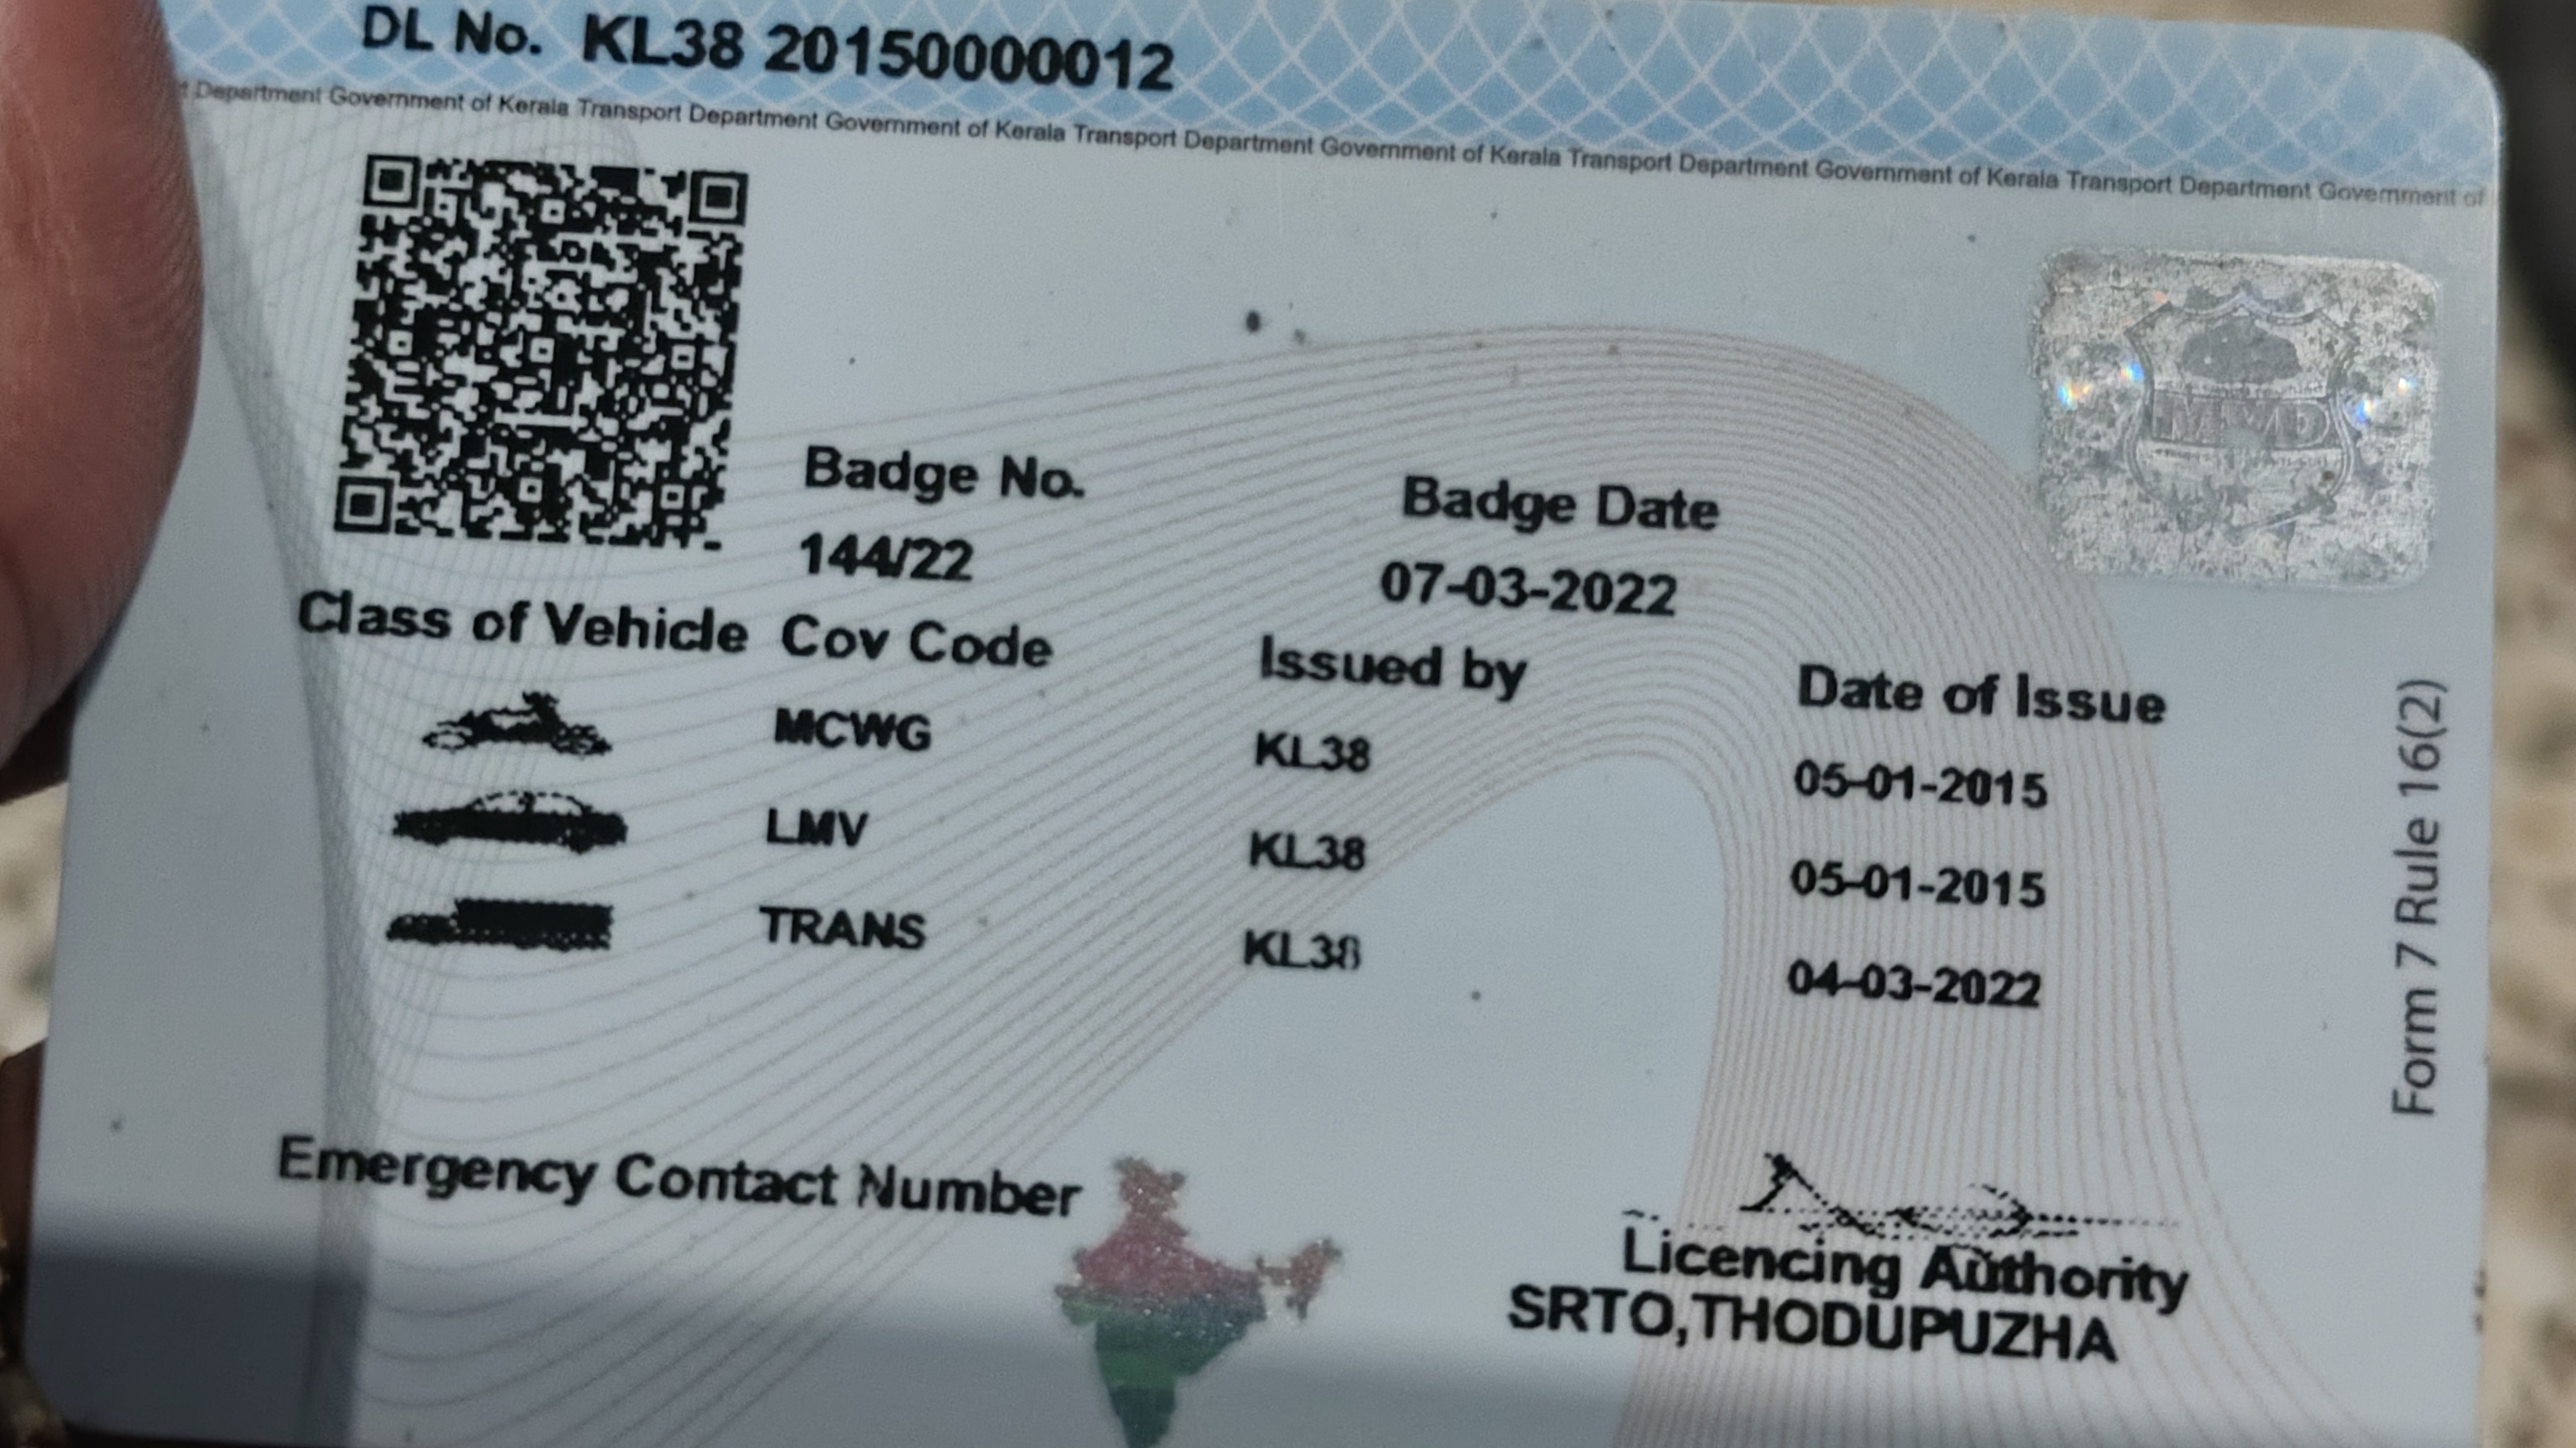 DL No. KL38 20150000012
Department Government of Kerala Transport Department Government of Kerala Transport Department Government of Kerala Transport Department Government of Kerala Transport Department Government of
MVD
Badge No. Badge Date
144/22 07-03-2022
Class of Vehicle Cov Code Issued by Date of Issue
MCWG KL38 05-01-2015
LMV KL38 05-01-2015
TRANS KL38 04-03-2022
Form 7 Rule 16(2)
Emergency Contact Number
Licencing Authority
SRTO,THODUPUZHA